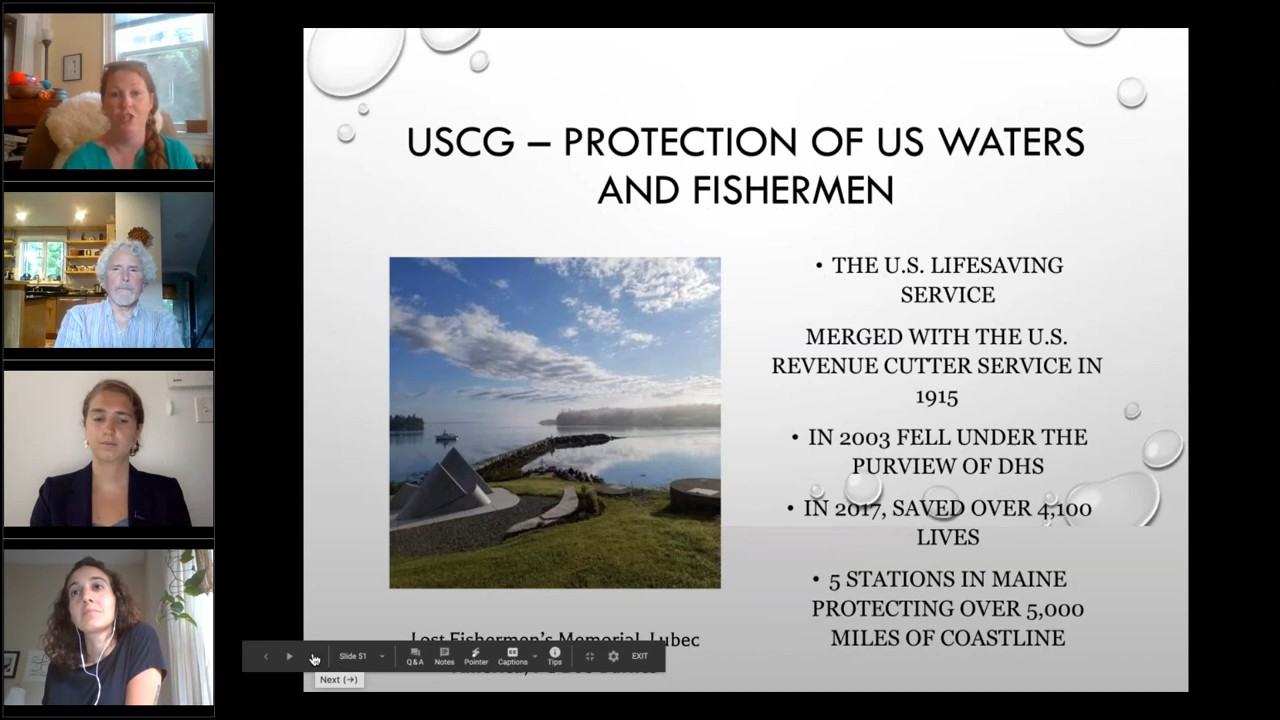 USCG – PROTECTION OF US WATERS
AND FISHERMEN
• THE U.S. LIFESAVING
SERVICE
MERGED WITH THE U.S.
REVENUE CUTTER SERVICE IN
1915
• IN 2003 FELL UNDER THE
PURVIEW OF DHS
• IN 2017, SAVED OVER 4,100
LIVES
• 5 STATIONS IN MAINE
PROTECTING OVER 5,000
MILES OF COASTLINE
Lost Fishermen's Memorial, Lubec
Slide 51
Q&A
Notes
Pointer
Captions
Tips
EXIT
Next (→)